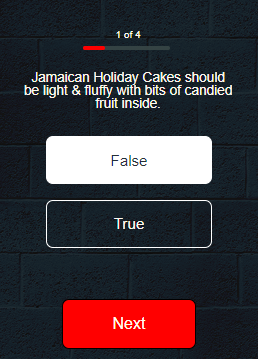 1 of 4
Jamaican Holiday Cakes should
be light & fluffy with bits of candied
fruit inside.
False
True
Next